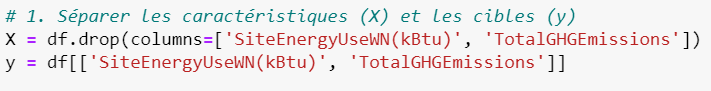 # 1. Séparer les caractéristiques (X) et les cibles (y)
X = df.drop(columns=['SiteEnergyUseWN(kBtu)', 'TotalGHGEmissions'])
y = df[['SiteEnergyUseWN(kBtu)', 'TotalGHGEmissions']]